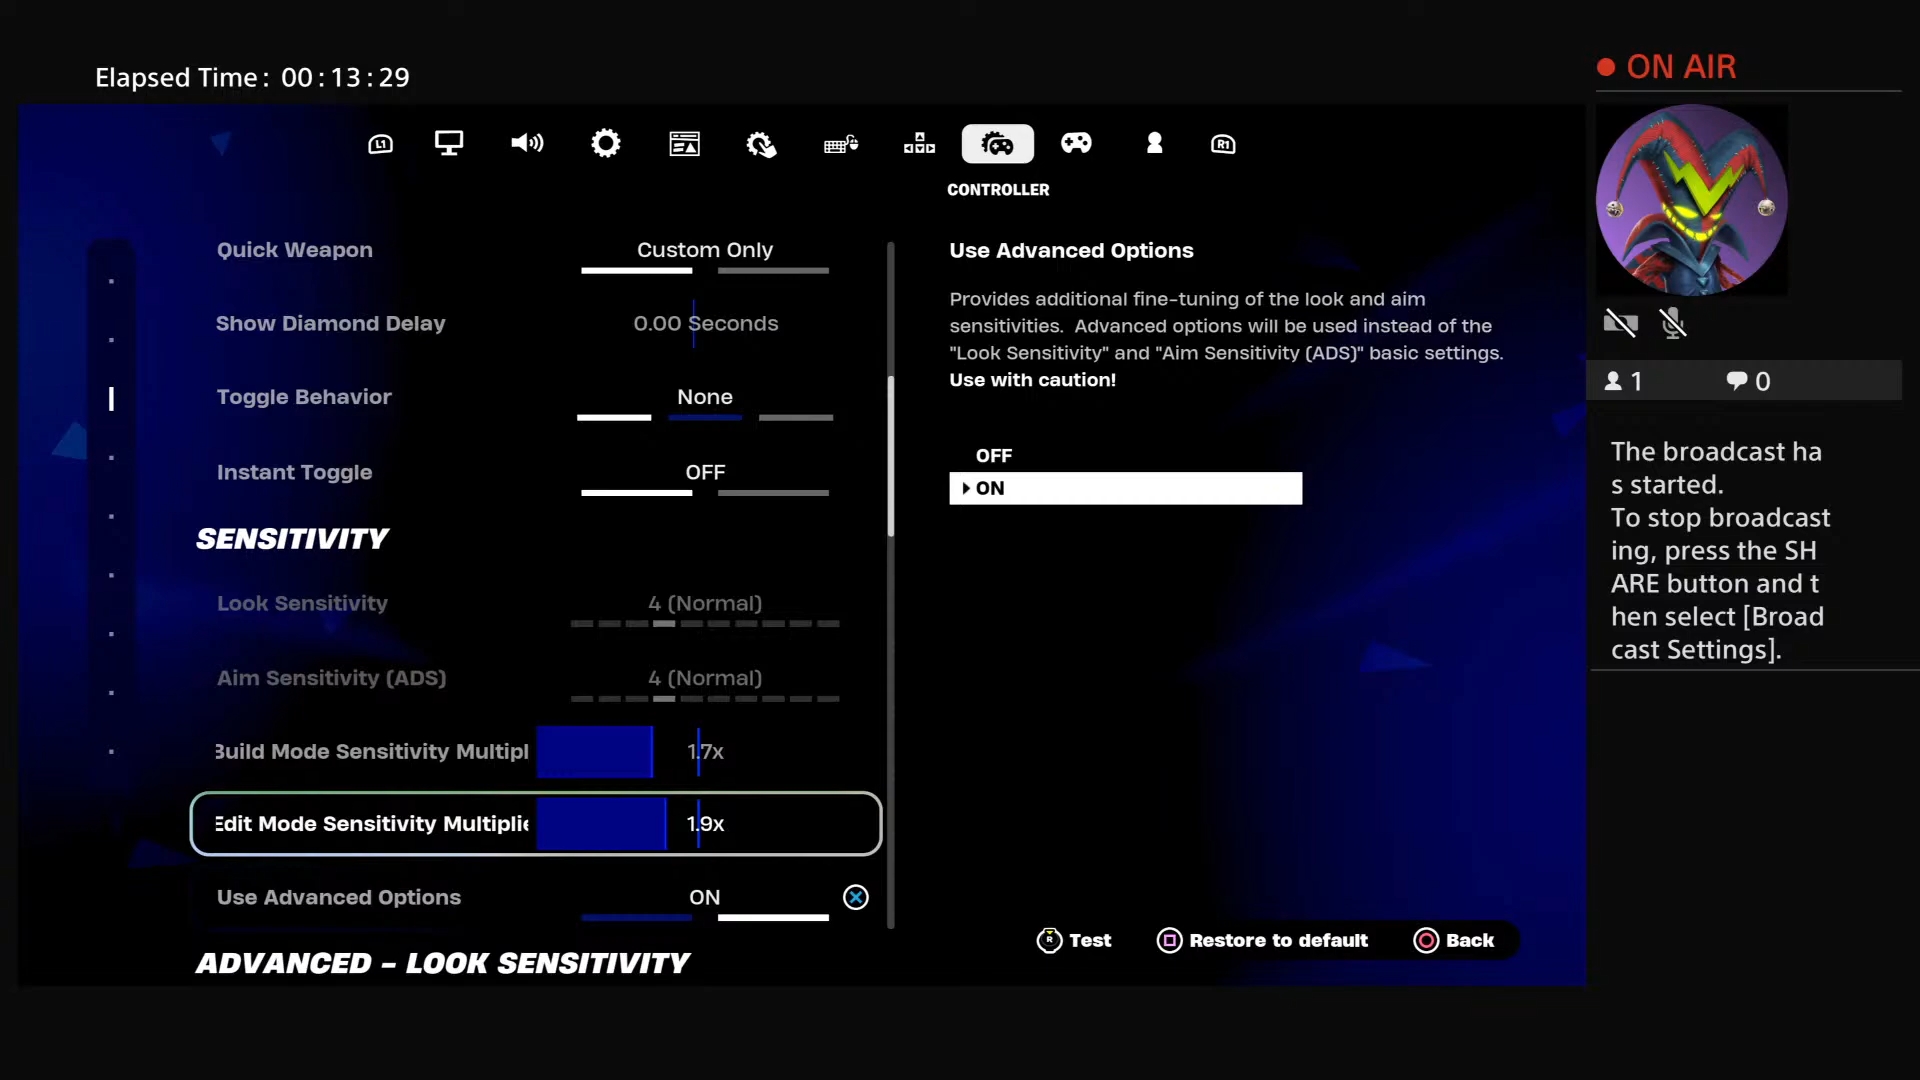 Elapsed Time: 00:13:29
ON AIR
L1
R1
CONTROLLER
Quick Weapon
Custom Only
Show Diamond Delay
0.00 Seconds
Toggle Behavior
None
Instant Toggle
OFF
SENSITIVITY
Look Sensitivity
4 (Normal)
Aim Sensitivity (ADS)
4 (Normal)
Build Mode Sensitivity Multipl
1.7x
Edit Mode Sensitivity Multiplie
1.9x
Use Advanced Options
ON
ADVANCED - LOOK SENSITIVITY
Use Advanced Options
Provides additional fine-tuning of the look and aim
sensitivities. Advanced options will be used instead of the
"Look Sensitivity" and "Aim Sensitivity (ADS)" basic settings.
Use with caution!
OFF
ON
R Test
Restore to default
Back
1
0
The broadcast ha
s started.
To stop broadcast
ing, press the SH
ARE button and t
hen select [Broad
cast Settings].